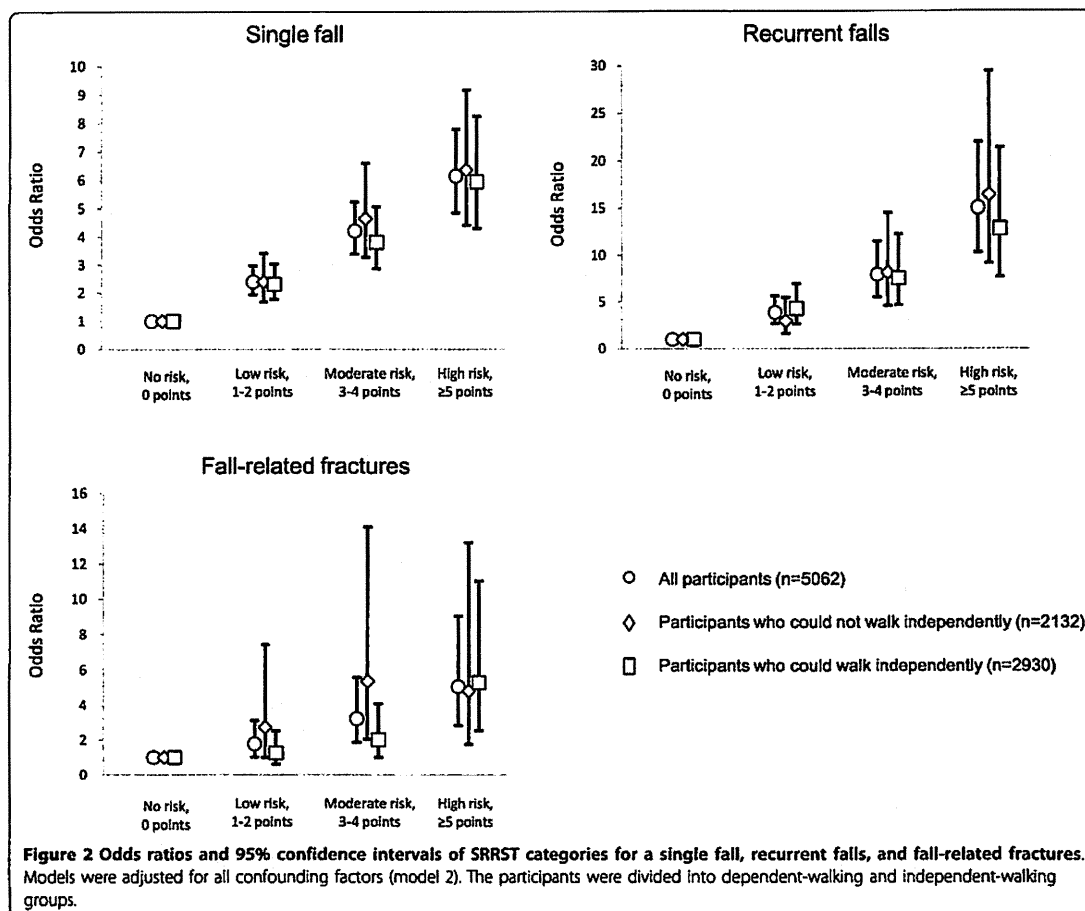 Single fall
10
9
8
7
6
5
4
3
2
1
0
Odds Ratio
No risk,
0 points
Low risk,
1-2 points
Moderate risk,
3-4 points
High risk,
≥5 points
Recurrent falls
30
25
20
15
10
5
0
Odds Ratio
No risk,
0 points
Low risk,
1-2 points
Moderate risk,
3-4 points
High risk,
≥5 points
Fall-related fractures
16
14
12
10
8
6
4
2
0
Odds Ratio
No risk,
0 points
Low risk,
1-2 points
Moderate risk,
3-4 points
High risk,
≥5 points
All participants (n=5062)
Participants who could not walk independently (n=2132)
Participants who could walk independently (n=2930)
Figure 2 Odds ratios and 95% confidence intervals of SRRST categories for a single fall, recurrent falls, and fall-related fractures.
Models were adjusted for all confounding factors (model 2). The participants were divided into dependent-walking and independent-walking
groups.